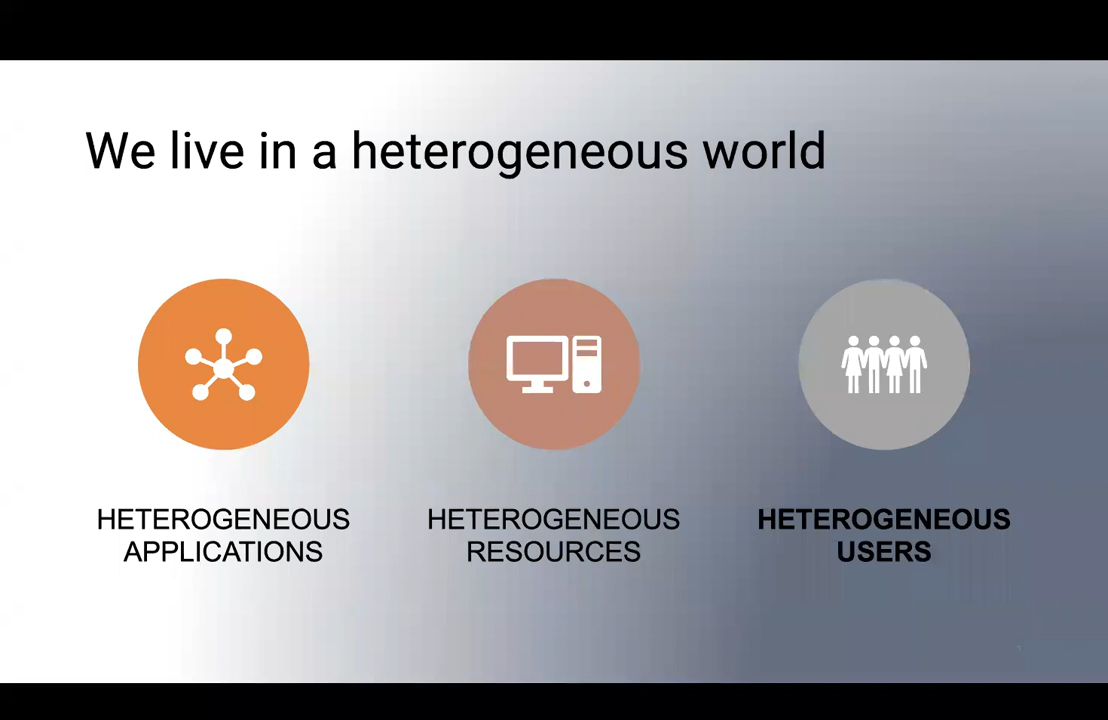 We live in a heterogeneous world
HETEROGENEOUS
APPLICATIONS
HETEROGENEOUS
RESOURCES
HETEROGENEOUS
USERS